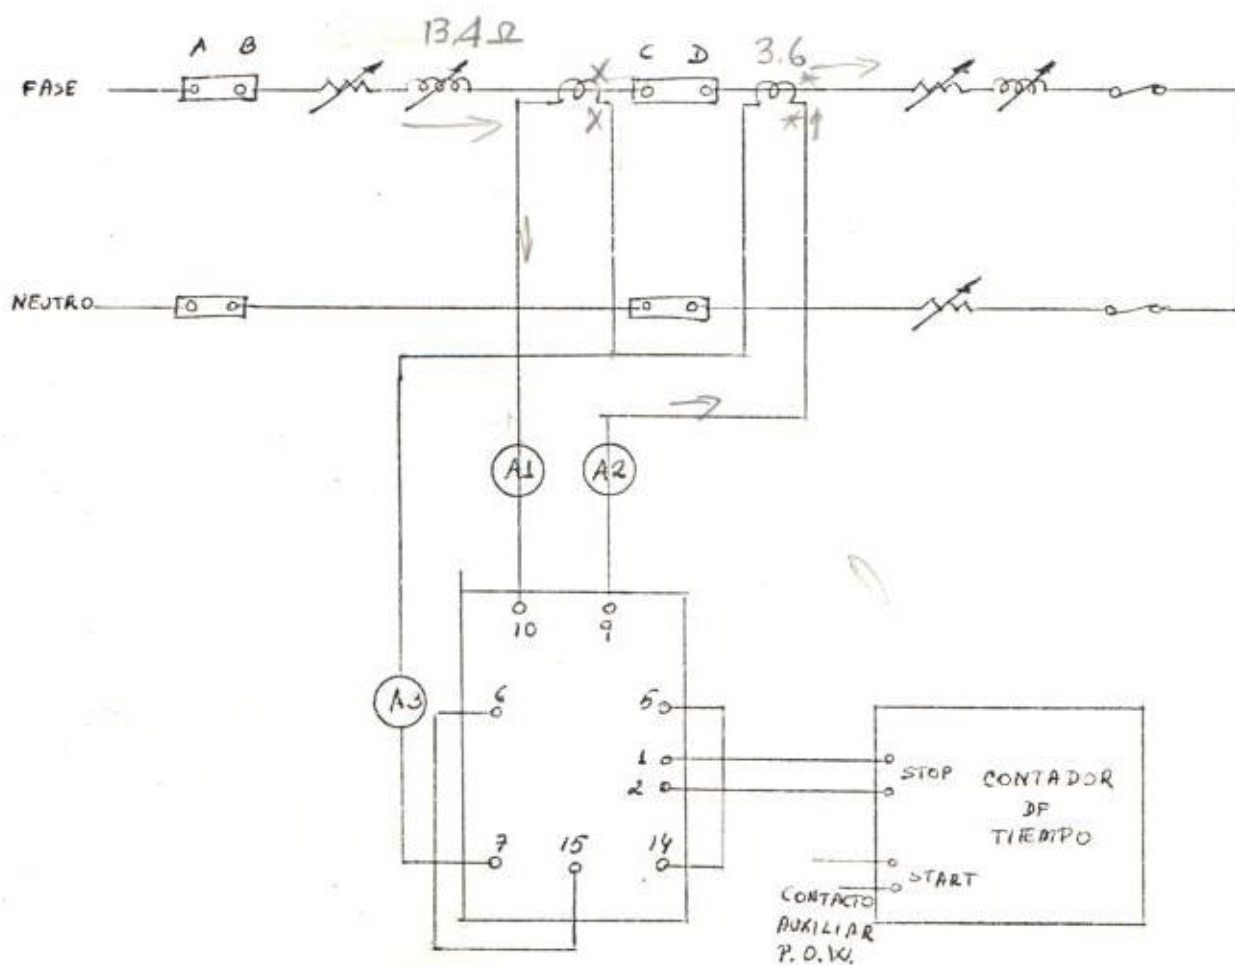 13,4 Ω
A B
C D
3.6
FASE
NEUTRO
A1
A2
10
9
A3
6
5
1
2
7
15
14
STOP
CONTADOR
DE
TIEMPO
START
CONTACTO
AUXILIAR
P.O.W.